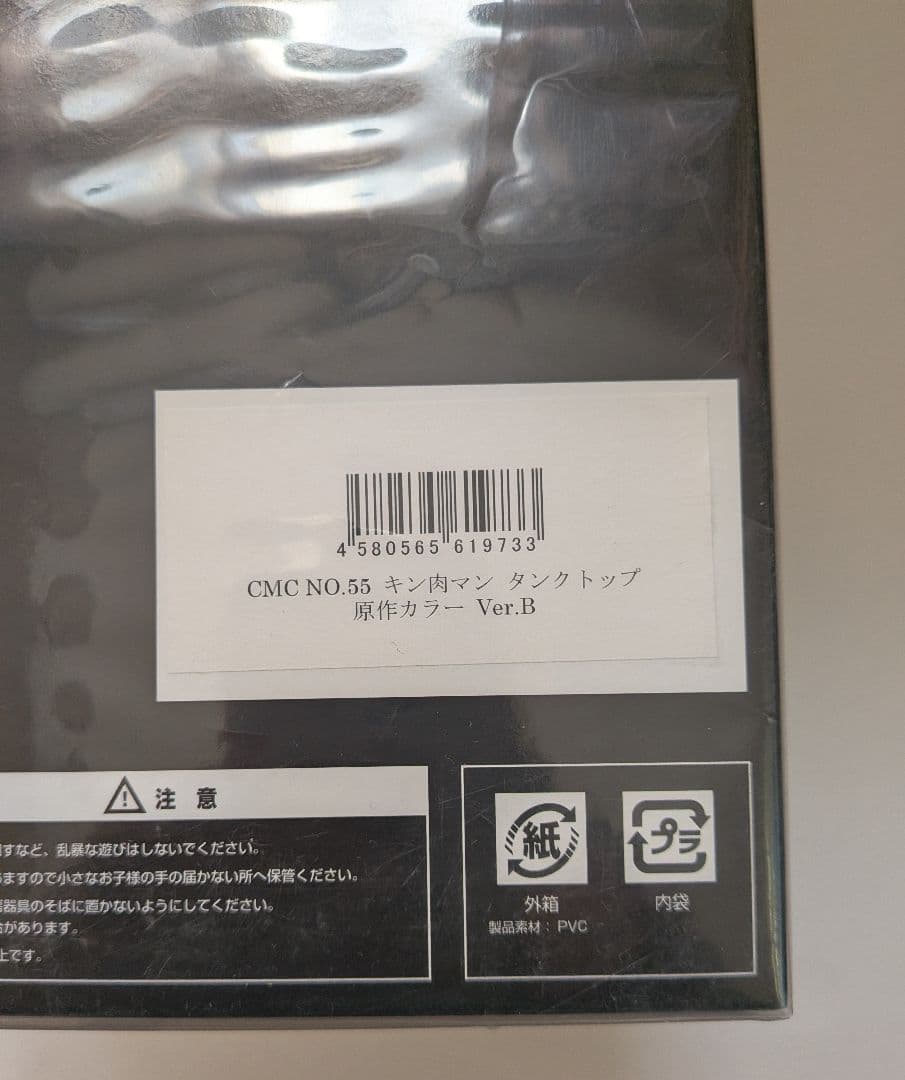 4 580565 619733
CMC NO.55 キン肉マン タンクトップ
原作カラー Ver.B
注 意
すなど、乱暴な遊びはしないでください。
ますので小さなお子様の手の届かない所へ保管ください。
器具のそばに置かないようにしてください。
があります。
上です。
紙
プラ
外箱
内袋
製品素材：PVC